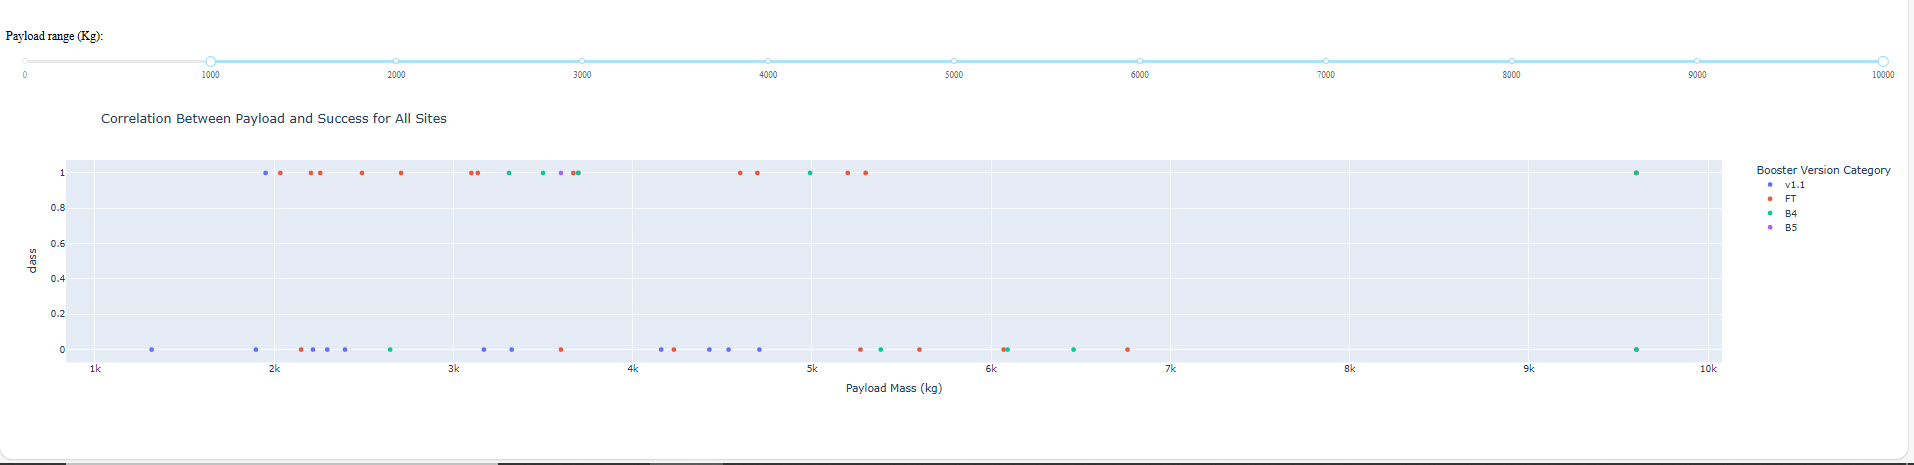 Payload range (Kg):
0 1000 2000 3000 4000 5000 6000 7000 8000 9000 10000
Correlation Between Payload and Success for All Sites
Booster Version Category
v1.1
FT
B4
B5
1
0.8
0.6
0.4
0.2
0
class
1k 2k 3k 4k 5k 6k 7k 8k 9k 10k
Payload Mass (kg)